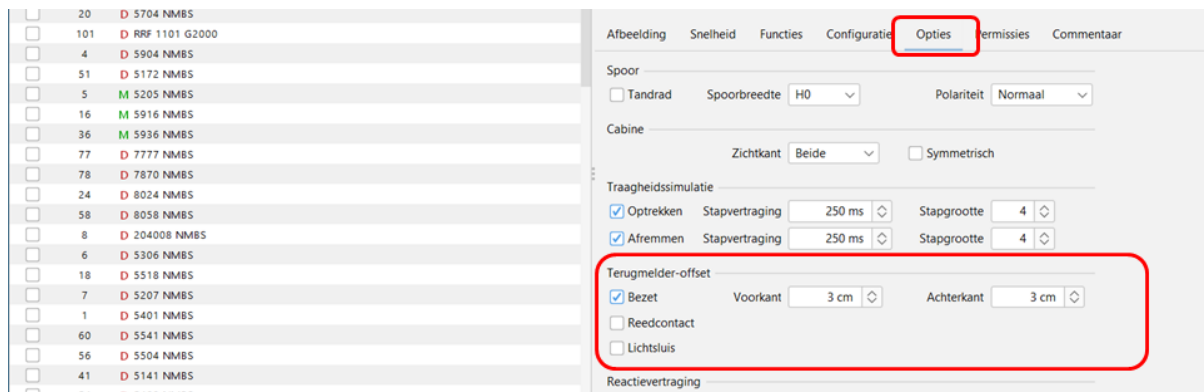 20 D 5704 NMBS
101 D RRF 1101 G2000
4 D 5904 NMBS
51 D 5172 NMBS
5 M 5205 NMBS
16 M 5916 NMBS
36 M 5936 NMBS
77 D 7777 NMBS
78 D 7870 NMBS
24 D 8024 NMBS
58 D 8058 NMBS
8 D 204008 NMBS
6 D 5306 NMBS
18 D 5518 NMBS
7 D 5207 NMBS
1 D 5401 NMBS
60 D 5541 NMBS
56 D 5504 NMBS
41 D 5141 NMBS
Afbeelding Snelheid Functies Configuratie Opties Permissies Commentaar
Spoor
Tandrad Spoorbreedte H0 Polariteit Normaal
Cabine
Zichtkant Beide Symmetrisch
Traagheidssimulatie
Optrekken Stapvertraging 250 ms Stapgrootte 4
Afremmen Stapvertraging 250 ms Stapgrootte 4
Terugmelder-offset
Bezet Voorkant 3 cm Achterkant 3 cm
Reedcontact
Lichtsluis
Reactievertraging